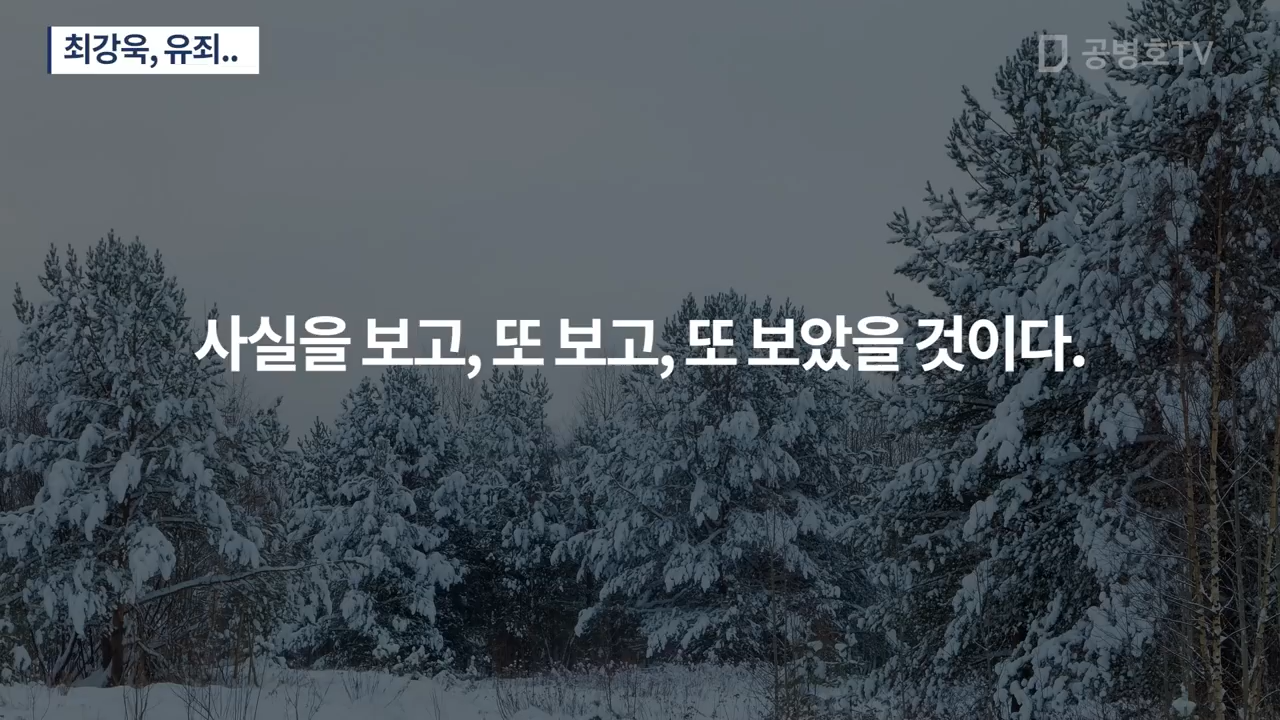 최강욱, 유죄..
공병호TV
사실을 보고, 또 보고, 또 보았을 것이다.